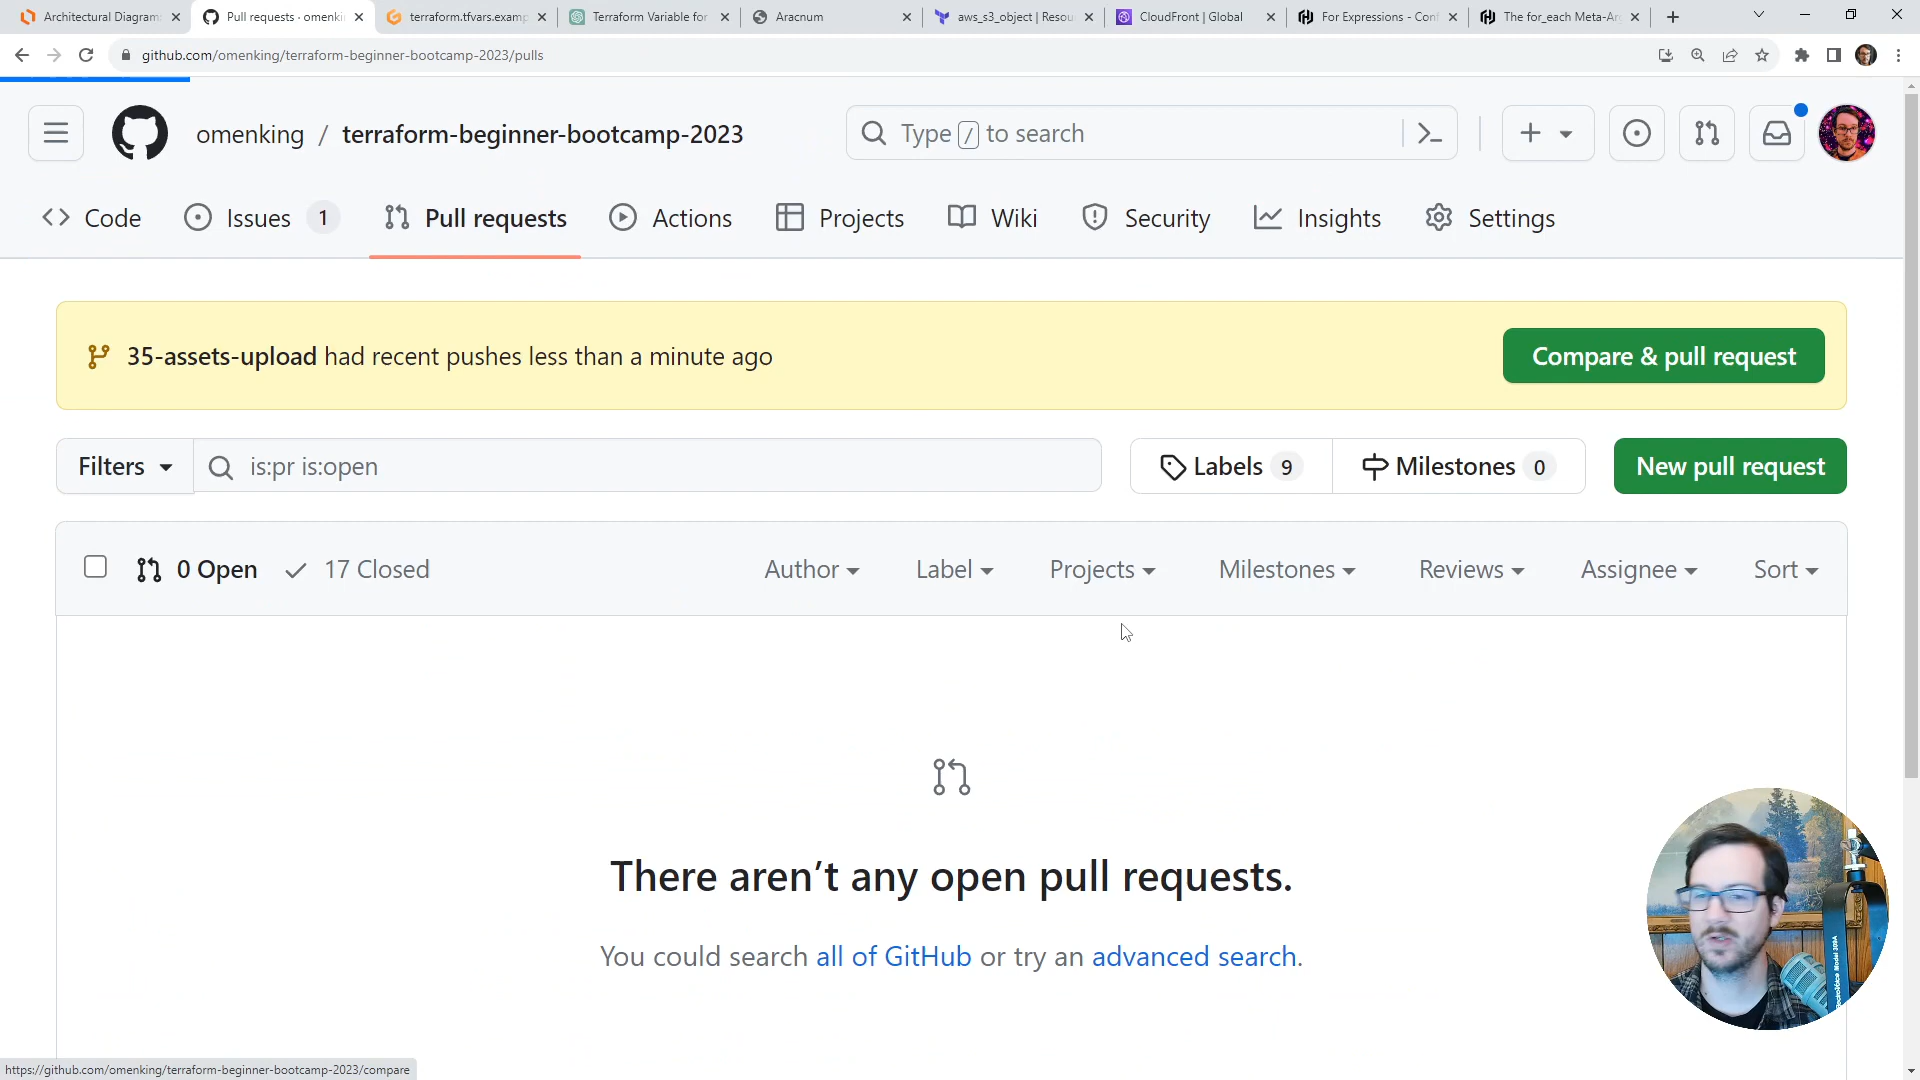 Architectural Diagram
Pull requests - omenki
terraform.tfvars.examp
Terraform Variable for
Aracnum
aws_s3_object | Resou
CloudFront | Global
For Expressions - Con
The for_each Meta-Ar
github.com/omenking/terraform-beginner-bootcamp-2023/pulls
omenking / terraform-beginner-bootcamp-2023
Type / to search
Code
Issues 1
Pull requests
Actions
Projects
Wiki
Security
Insights
Settings
35-assets-upload had recent pushes less than a minute ago
Compare & pull request
Filters
is:pr is:open
Labels 9
Milestones 0
New pull request
0 Open
17 Closed
Author
Label
Projects
Milestones
Reviews
Assignee
Sort
There aren’t any open pull requests.
You could search all of GitHub or try an advanced search.
https://github.com/omenking/terraform-beginner-bootcamp-2023/compare